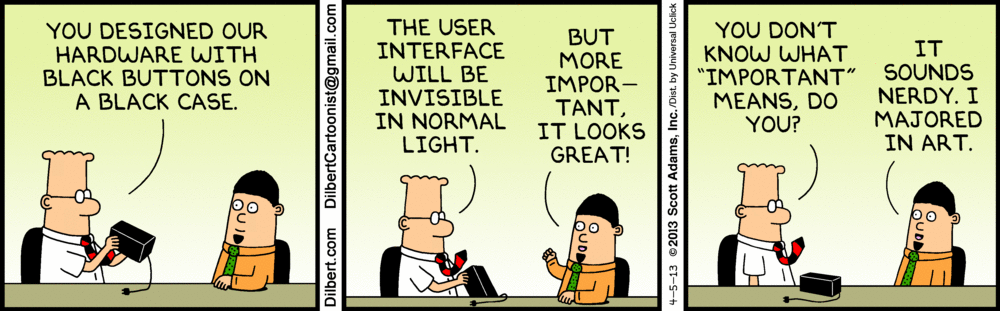 YOU DESIGNED OUR
HARDWARE WITH
BLACK BUTTONS ON
A BLACK CASE.
Dilbert.com DilbertCartoonist@gmail.com
THE USER
INTERFACE
WILL BE
INVISIBLE
IN NORMAL
LIGHT.
BUT
MORE
IMPOR—
TANT,
IT LOOKS
GREAT!
4-5-13 © 2013 Scott Adams, Inc. /Dist. by Universal Uclick
YOU DON'T
KNOW WHAT
"IMPORTANT"
MEANS, DO
YOU?
IT
SOUNDS
NERDY. I
MAJORED
IN ART.